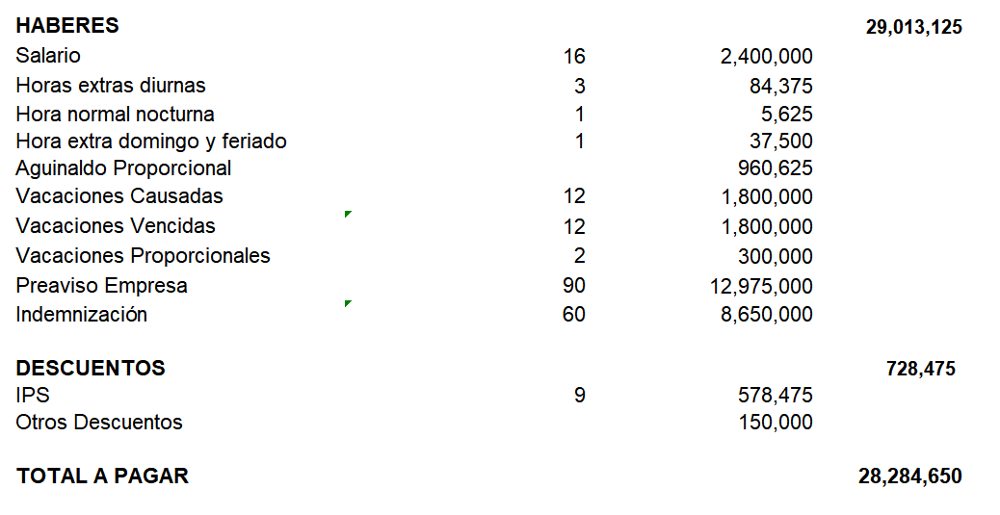 HABERES 29,013,125
Salario 16 2,400,000
Horas extras diurnas 3 84,375
Hora normal nocturna 1 5,625
Hora extra domingo y feriado 1 37,500
Aguinaldo Proporcional 960,625
Vacaciones Causadas 12 1,800,000
Vacaciones Vencidas 12 1,800,000
Vacaciones Proporcionales 2 300,000
Preaviso Empresa 90 12,975,000
Indemnización 60 8,650,000
DESCUENTOS 728,475
IPS 9 578,475
Otros Descuentos 150,000
TOTAL A PAGAR 28,284,650